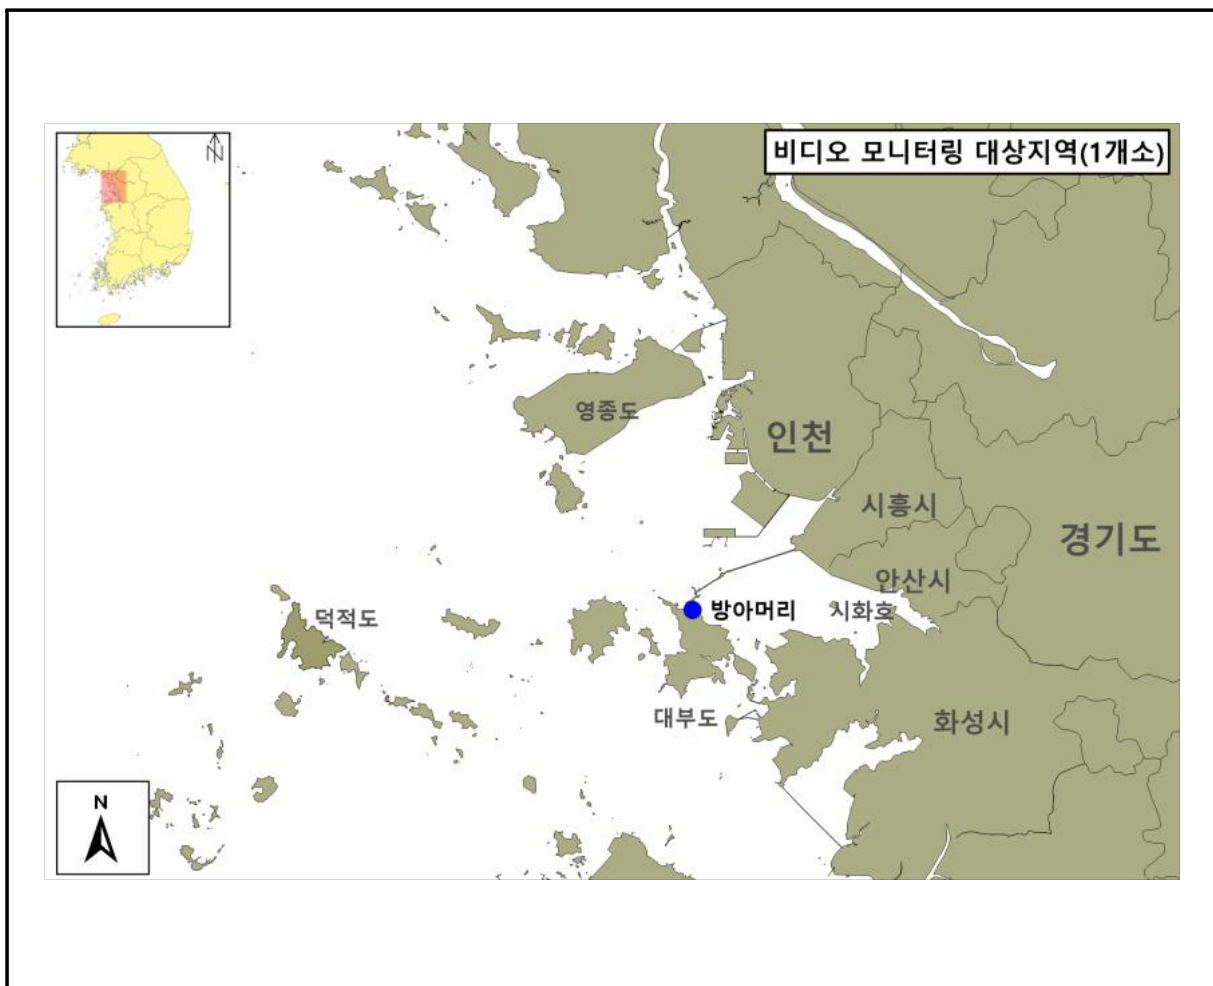 N
비디오 모니터링 대상지역(1개소)
영종도
인천
시흥시
경기도
안산시
방아머리
시화호
덕적도
대부도
화성시
N